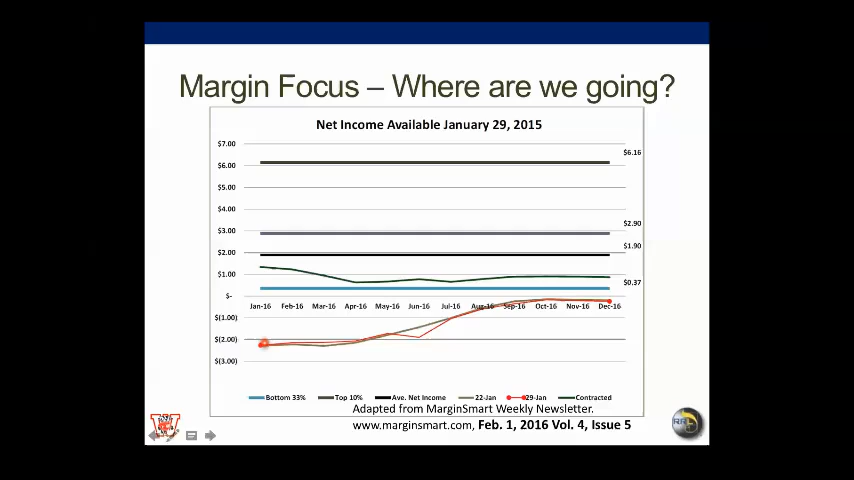 Margin Focus – Where are we going?
Net Income Available January 29, 2015
$7.00
$6.16
$6.00
$5.00
$4.00
$2.90
$3.00
$1.90
$2.00
$1.00
$0.37
$-
Jan-16 Feb-16 Mar-16 Apr-16 May-16 Jun-16 Jul-16 Aug-16 Sep-16 Oct-16 Nov-16 Dec-16
$(1.00)
$(2.00)
$(3.00)
Bottom 33% Top 10% Ave. Net Income 22-Jan 29-Jan Contracted
Adapted from MarginSmart Weekly Newsletter.
www.marginsmart.com, Feb. 1, 2016 Vol. 4, Issue 5
RRL